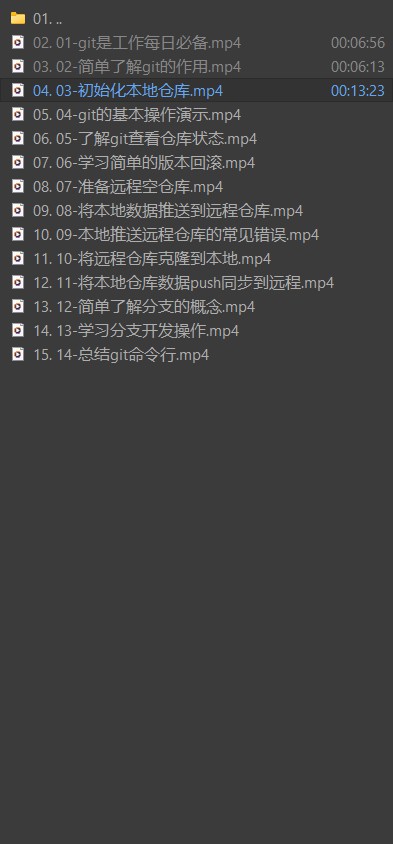 01. ..
02. 01-git是工作每日必备.mp4 00:06:56
03. 02-简单了解git的作用.mp4 00:06:13
04. 03-初始化本地仓库.mp4 00:13:23
05. 04-git的基本操作演示.mp4
06. 05-了解git查看仓库状态.mp4
07. 06-学习简单的版本回滚.mp4
08. 07-准备远程空仓库.mp4
09. 08-将本地数据推送到远程仓库.mp4
10. 09-本地推送远程仓库的常见错误.mp4
11. 10-将远程仓库克隆到本地.mp4
12. 11-将本地仓库数据push同步到远程.mp4
13. 12-简单了解分支的概念.mp4
14. 13-学习分支开发操作.mp4
15. 14-总结git命令行.mp4